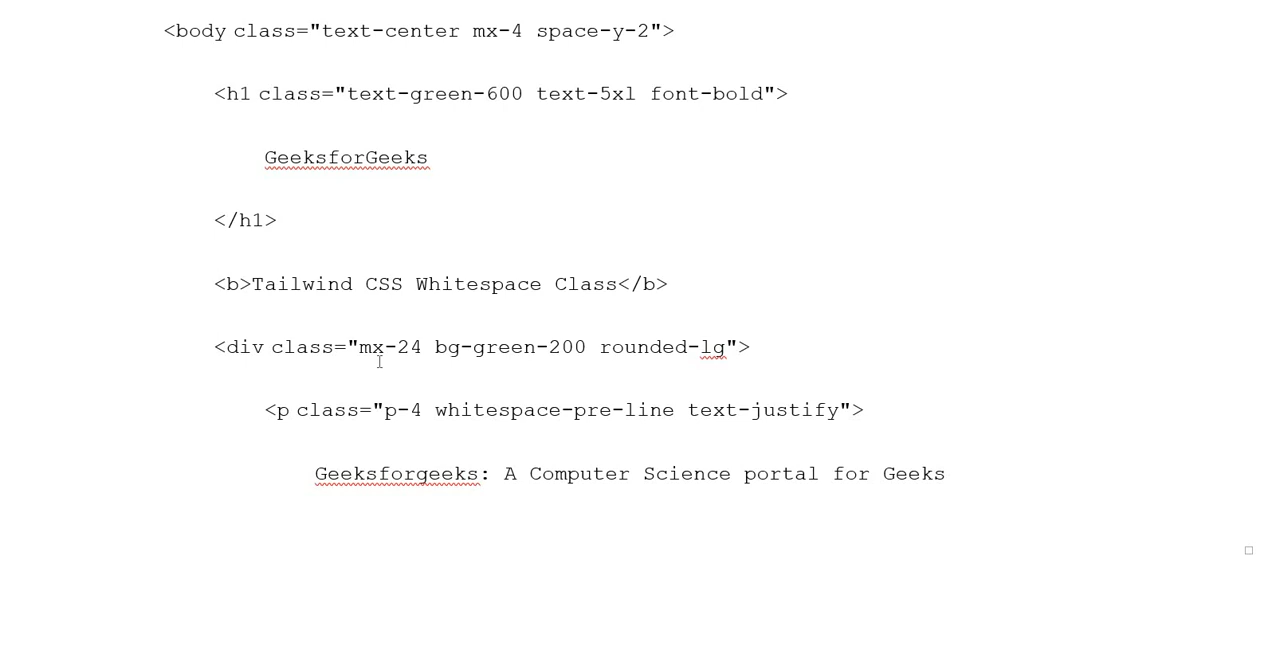 <body class="text-center mx-4 space-y-2">
<h1 class="text-green-600 text-5xl font-bold">
GeeksforGeeks
</h1>
<b>Tailwind CSS Whitespace Class</b>
<div class="mx-24 bg-green-200 rounded-lg">
<p class="p-4 whitespace-pre-line text-justify">
Geeksforgeeks: A Computer Science portal for Geeks